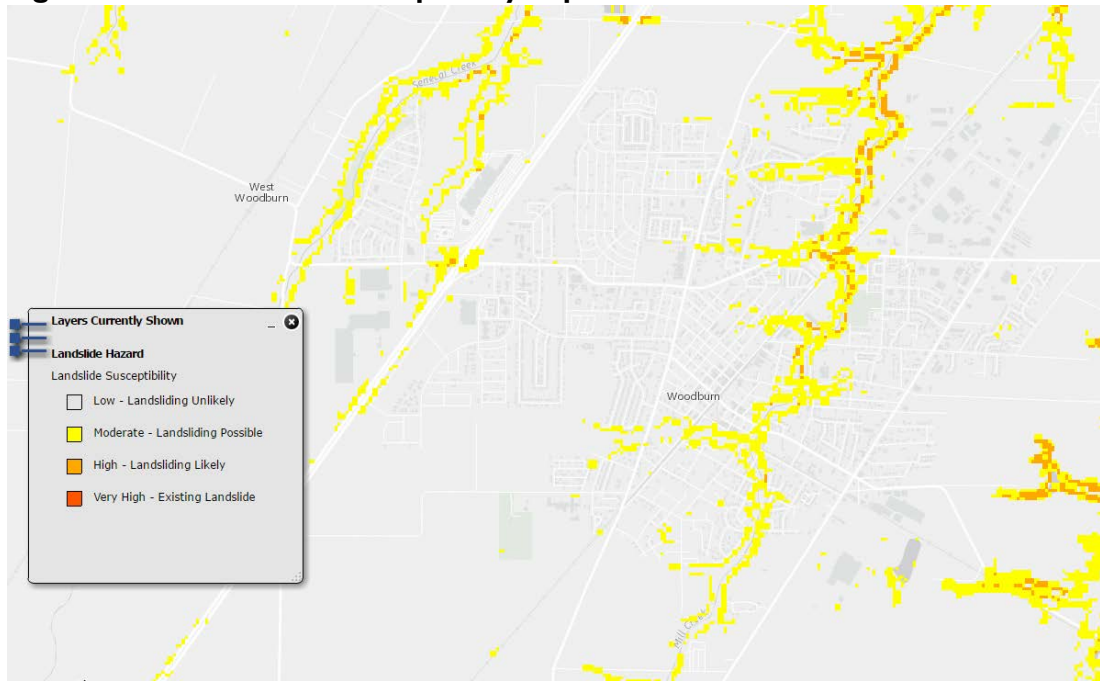 Senecal Creek
West
Woodburn
Layers Currently Shown
Landslide Hazard
Landslide Susceptibility
Low - Landsliding Unlikely
Moderate - Landsliding Possible
High - Landsliding Likely
Very High - Existing Landslide
Woodburn
Mill Creek